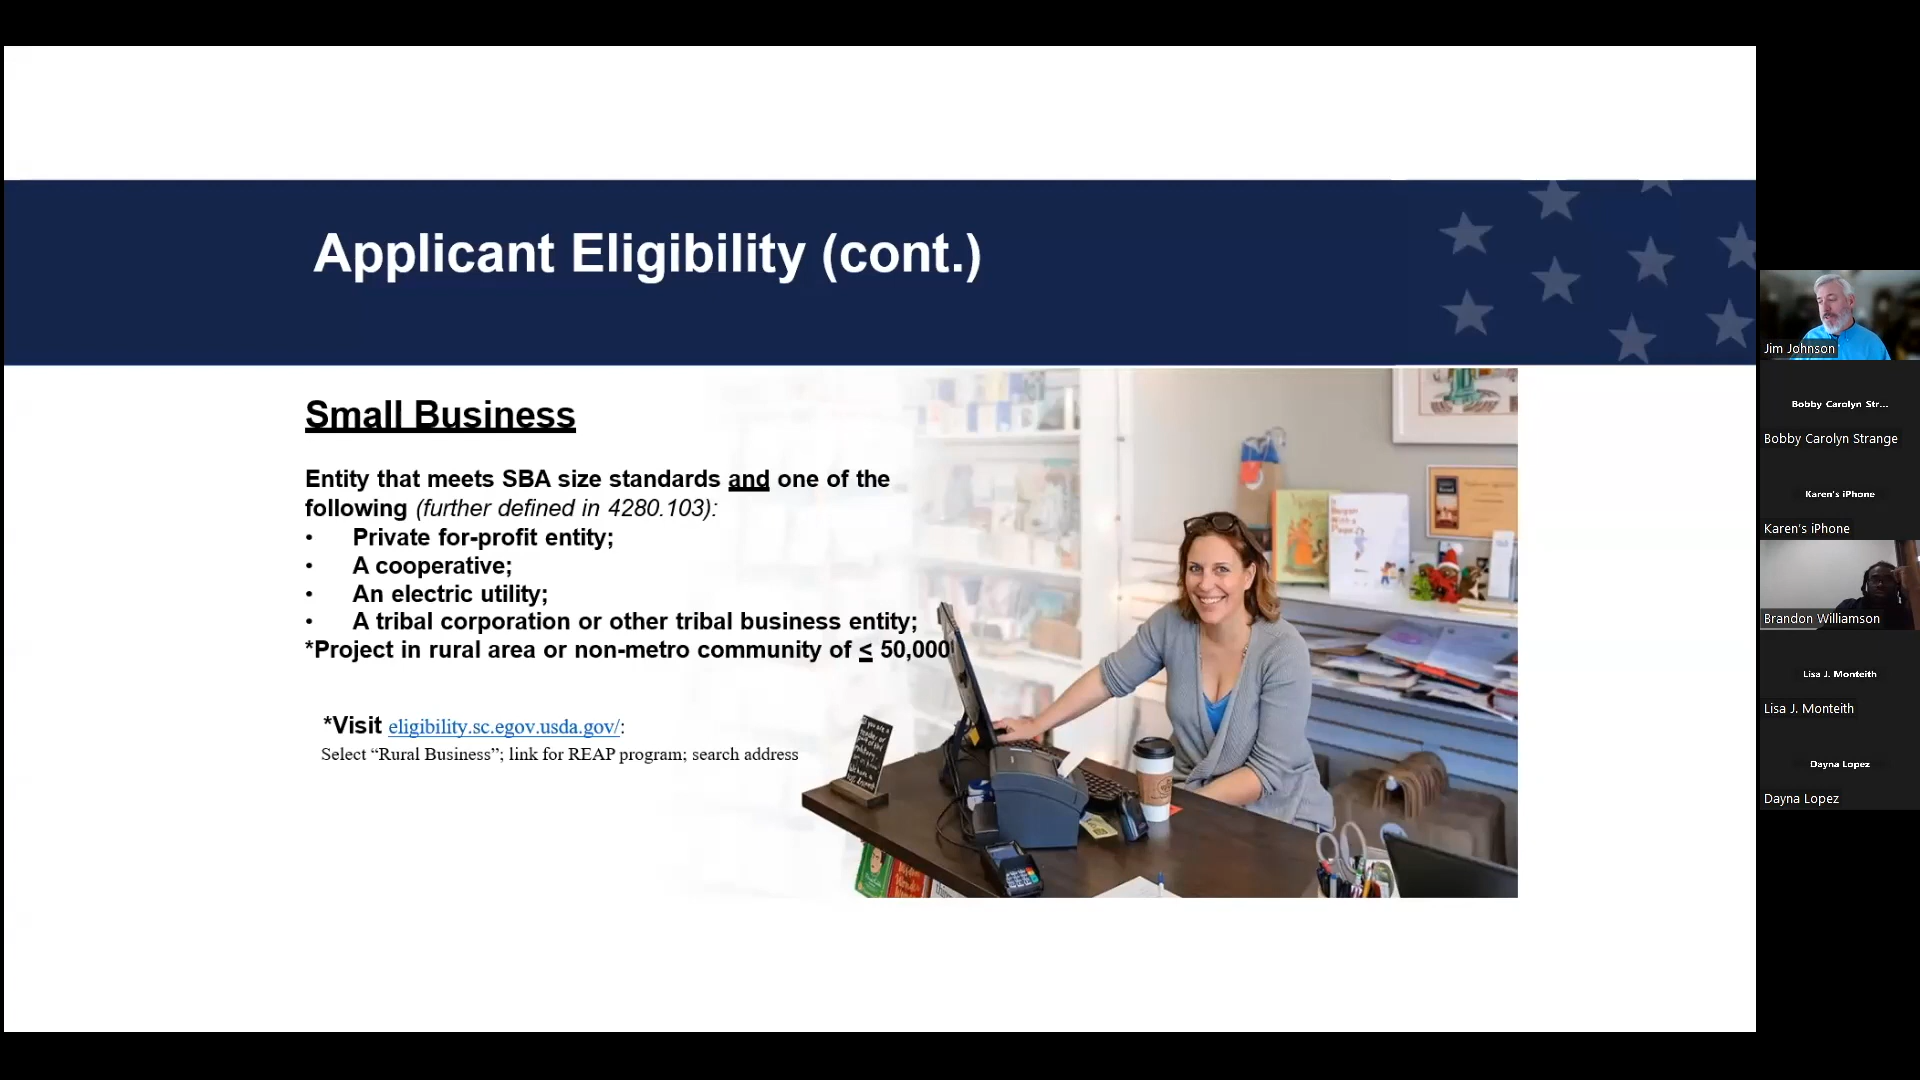 Applicant Eligibility (cont.)
Small Business
Entity that meets SBA size standards and one of the
following (further defined in 4280.103):
• Private for-profit entity;
• A cooperative;
• An electric utility;
• A tribal corporation or other tribal business entity;
*Project in rural area or non-metro community of ≤ 50,000
*Visit eligibility.sc.egov.usda.gov/:
Select “Rural Business”; link for REAP program; search address
Jim Johnson
Bobby Carolyn Str...
Bobby Carolyn Strange
Karen's iPhone
Karen's iPhone
Brandon Williamson
Lisa J. Monteith
Lisa J. Monteith
Dayna Lopez
Dayna Lopez